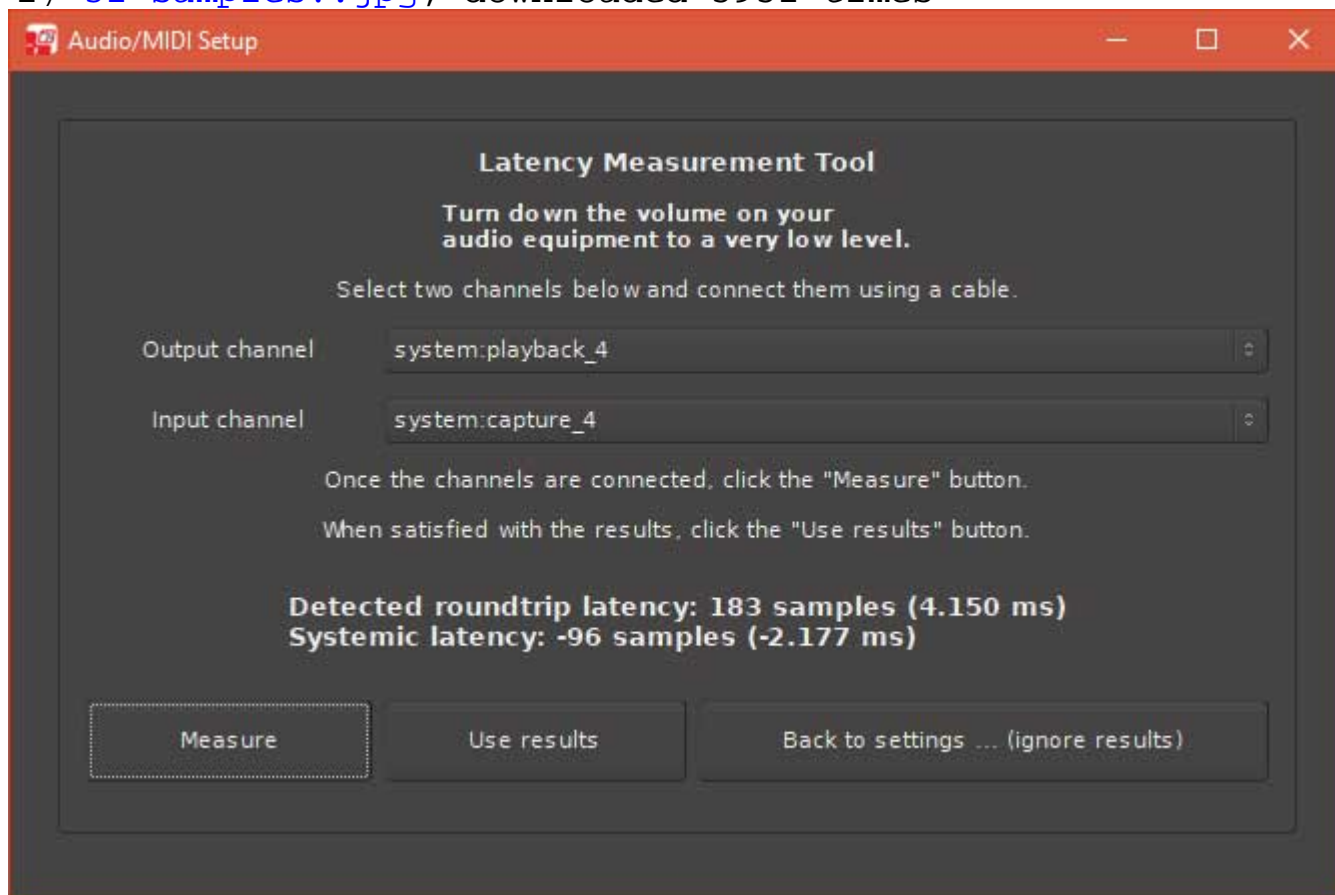 Audio/MIDI Setup
Latency Measurement Tool
Turn down the volume on your
audio equipment to a very low level.
Select two channels below and connect them using a cable.
Output channel system:playback_4
Input channel system:capture_4
Once the channels are connected, click the "Measure" button.
When satisfied with the results, click the "Use results" button.
Detected roundtrip latency: 183 samples (4.150 ms)
Systemic latency: -96 samples (-2.177 ms)
Measure Use results Back to settings ... (ignore results)